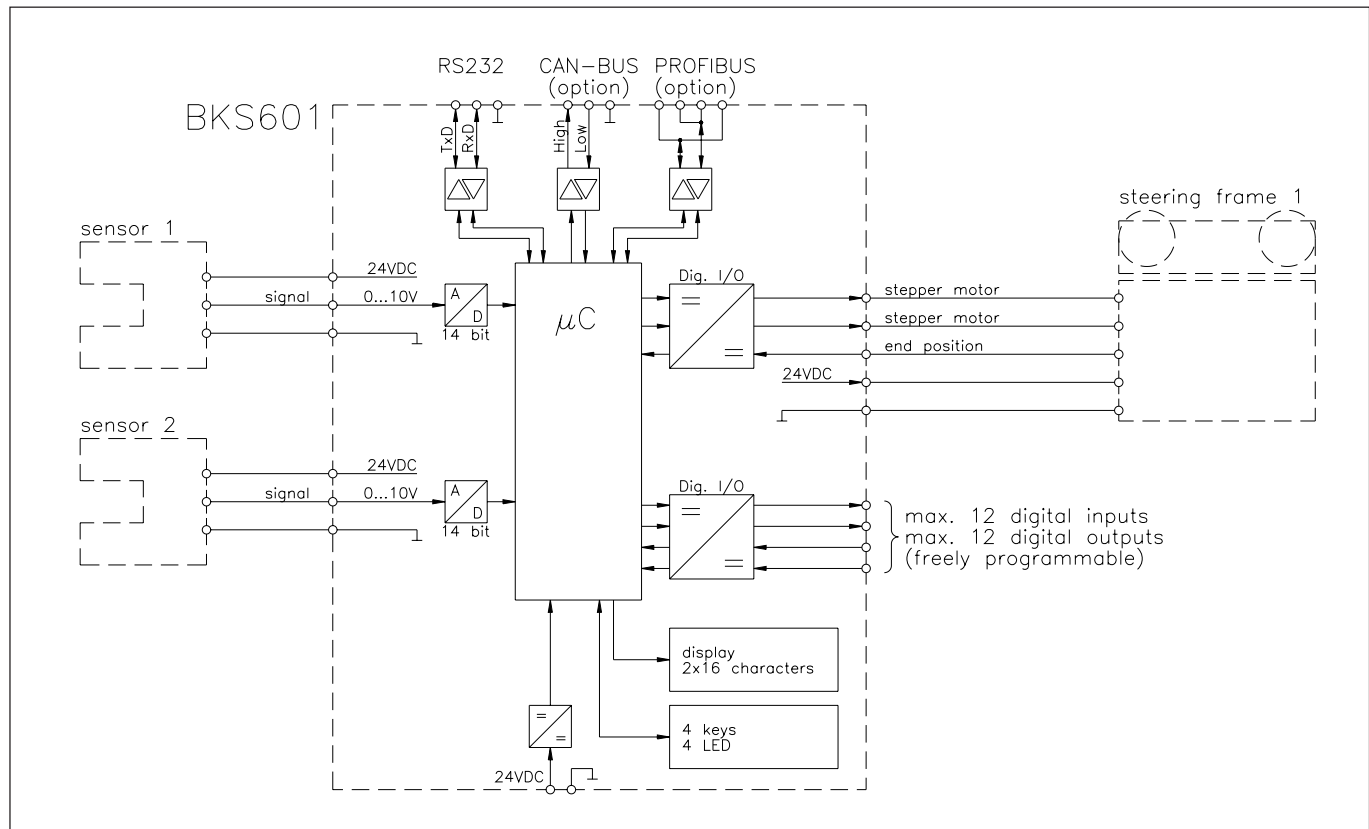 RS232 CAN-BUS PROFIBUS
(option) (option)
BKS601
TxD
RxD
High
Low
steering frame 1
sensor 1
24VDC
signal 0...10V
A
D
14 bit
µC
Dig. I/O
stepper motor
stepper motor
end position
24VDC
sensor 2
24VDC
signal 0...10V
A
D
14 bit
Dig. I/O
max. 12 digital inputs
max. 12 digital outputs
(freely programmable)
display
2x16 characters
4 keys
4 LED
24VDC